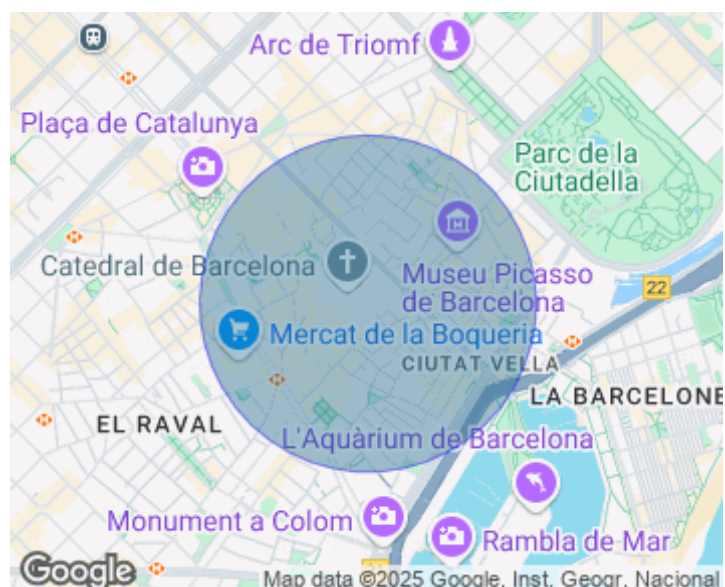 Arc de Triomf
Plaça de Catalunya
Parc de la
Ciutadella
Catedral de Barcelona
Museu Picasso
de Barcelona
22
Mercat de la Boqueria
CIUTAT VELLA
LA BARCELONE
EL RAVAL
L'Aquàrium de Barcelona
Monument a Colom
Rambla de Mar
Google
Map data ©2025 Google, Inst. Geogr. Nacional